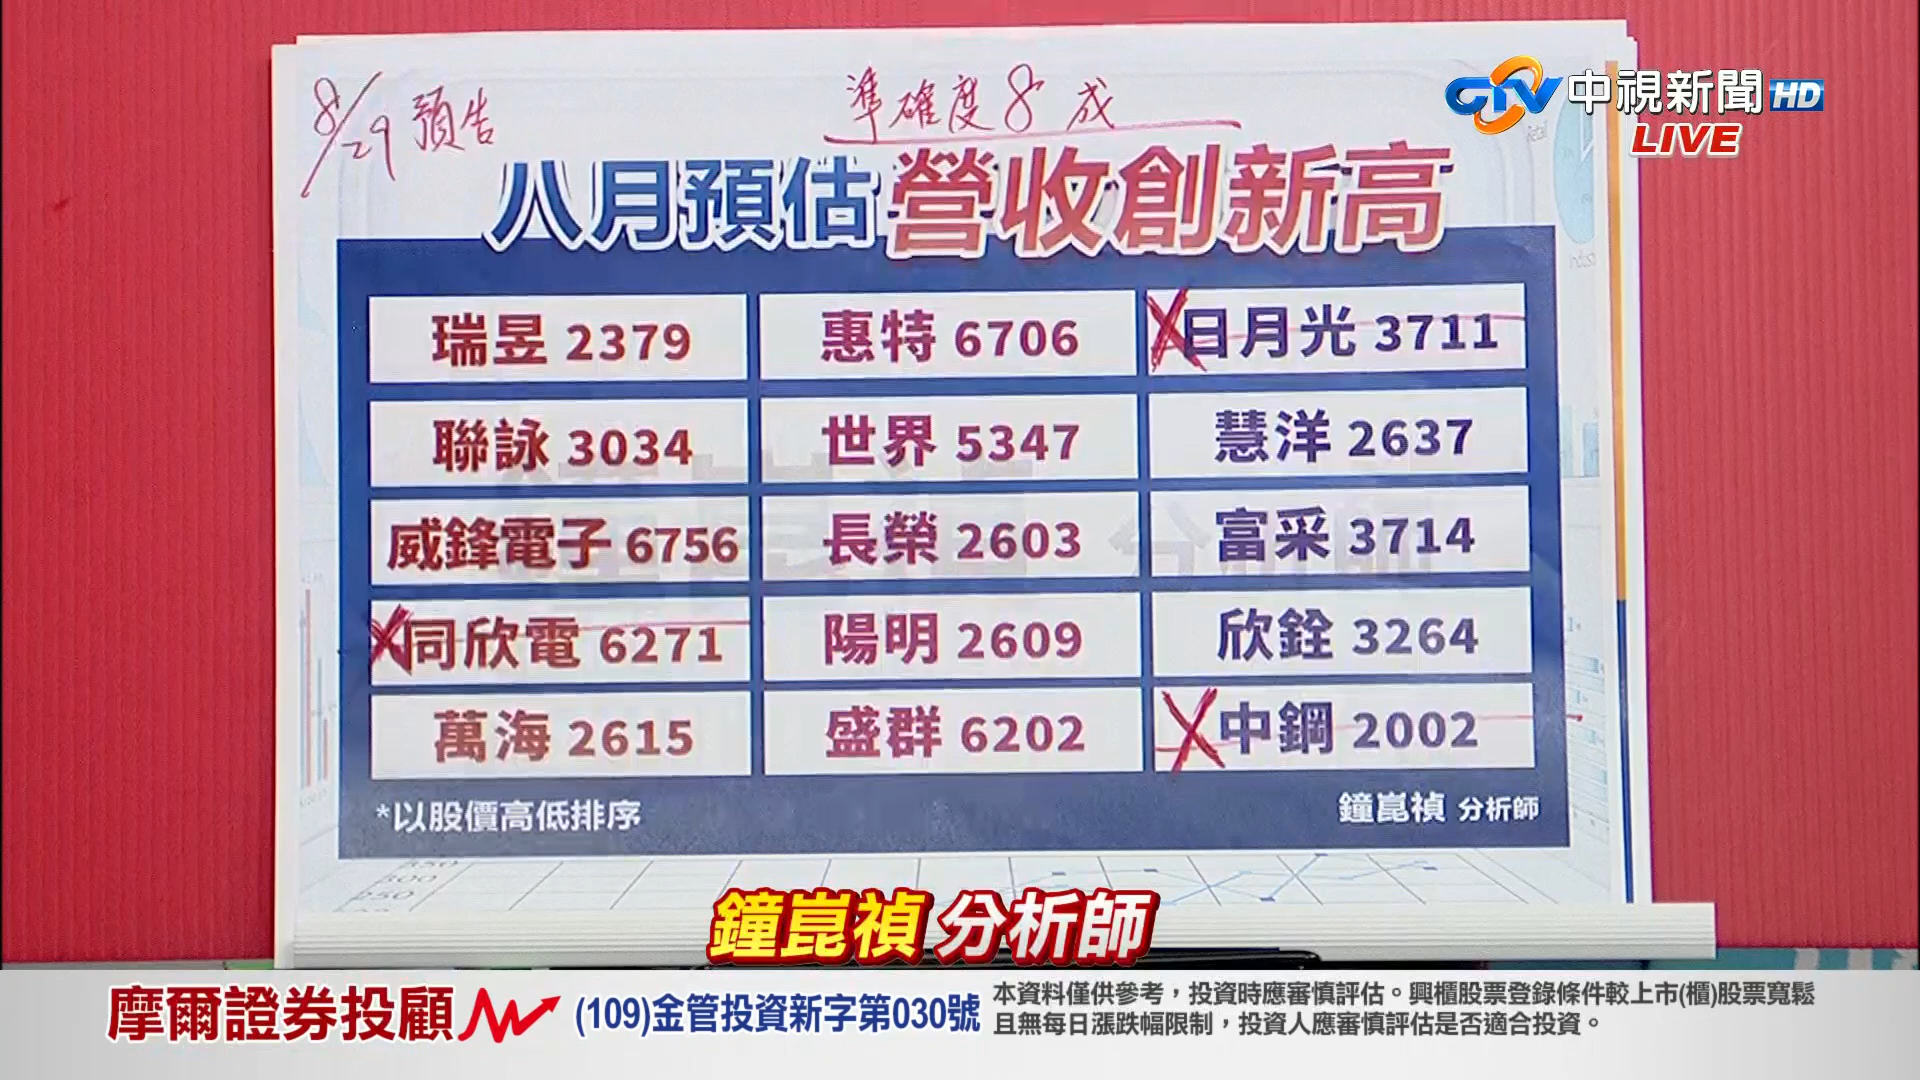 8/29 預告
準確度8成
中視新聞 HD
LIVE
八月預估 營收創新高
瑞昱 2379
惠特 6706
日月光 3711
聯詠 3034
世界 5347
慧洋 2637
威鋒電子 6756
長榮 2603
富采 3714
同欣電 6271
陽明 2609
欣銓 3264
萬海 2615
盛群 6202
中鋼 2002
*以股價高低排序
鐘崑禎 分析師
鐘崑禎 分析師
摩爾證券投顧
(109)金管投資新字第030號
本資料僅供參考,投資時應審慎評估。興櫃股票登錄條件較上市(櫃)股票寬鬆
且無每日漲跌幅限制,投資人應審慎評估是否適合投資。